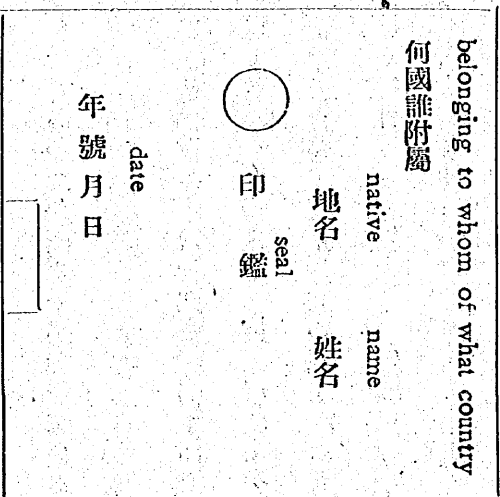 belonging to whom of what country
何國誰附屬
native name
地名 姓名
seal
印鑑
date
年號月日